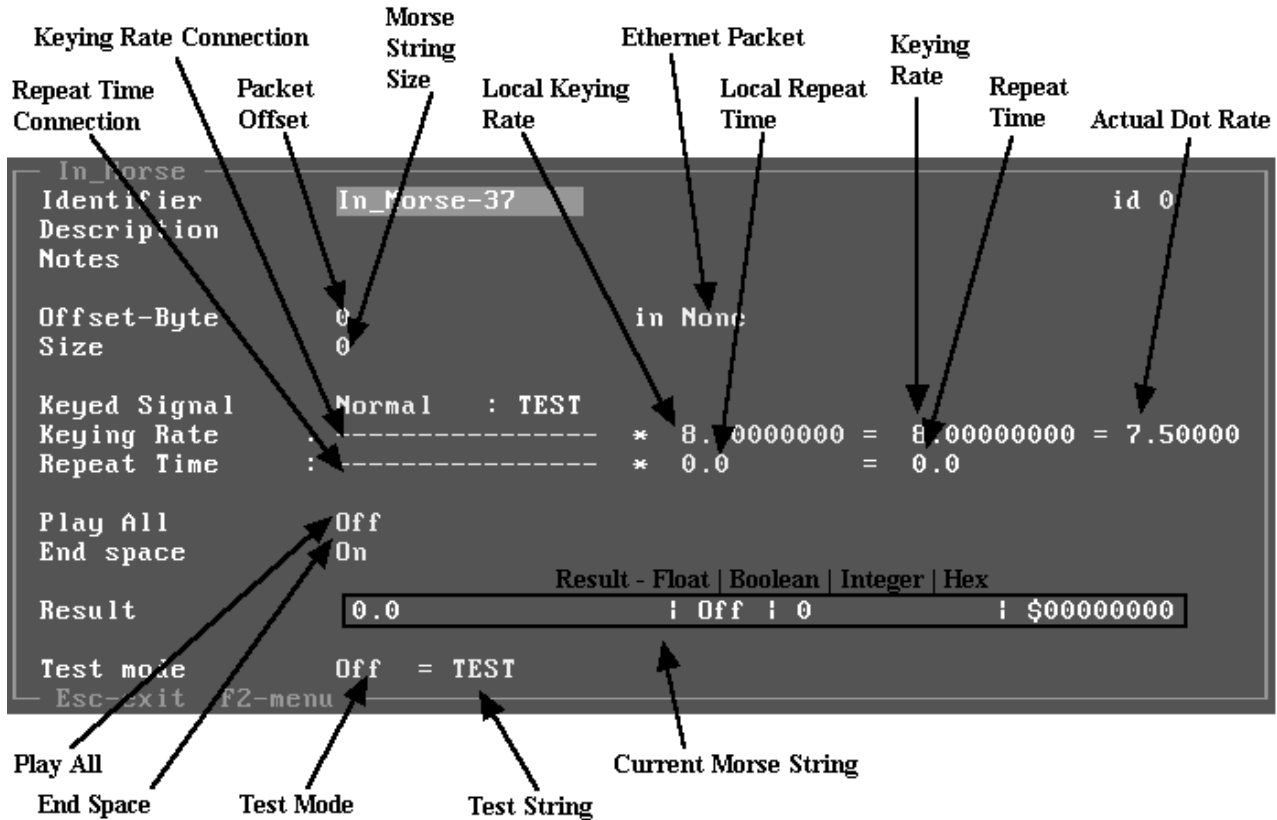 Morse String Size
Keying Rate Connection
Ethernet Packet
Keying Rate
Repeat Time Connection
Packet Offset
Local Keying Rate
Local Repeat Time
Repeat Time
Actual Dot Rate
In_Morse
Identifier In_Morse-37 id 0
Description
Notes
Offset-Byte 0 in None
Size 0
Keyed Signal Normal : TEST
Keying Rate : ------------------ * 8.00000000 = 8.00000000 = 7.50000
Repeat Time : ------------------ * 0.0 = 0.0
Play All Off
End space On
Result - Float | Boolean | Integer | Hex
Result 0.0 | Off | 0 | $00000000
Test mode Off = TEST
Esc-exit F2-menu
Play All
End Space
Test Mode
Test String
Current Morse String